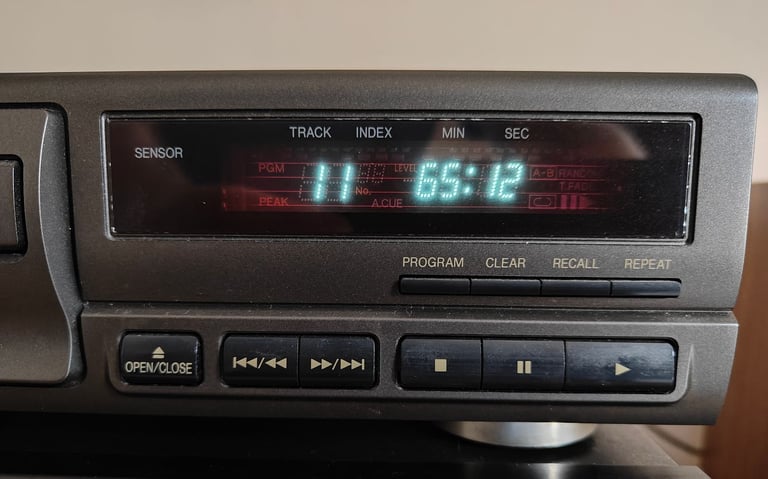 TRACK INDEX MIN SEC
SENSOR
PGM LEVEL A-B
11 No. 65:12 T.FADE
PEAK A.CUE
PROGRAM CLEAR RECALL REPEAT
OPEN/CLOSE